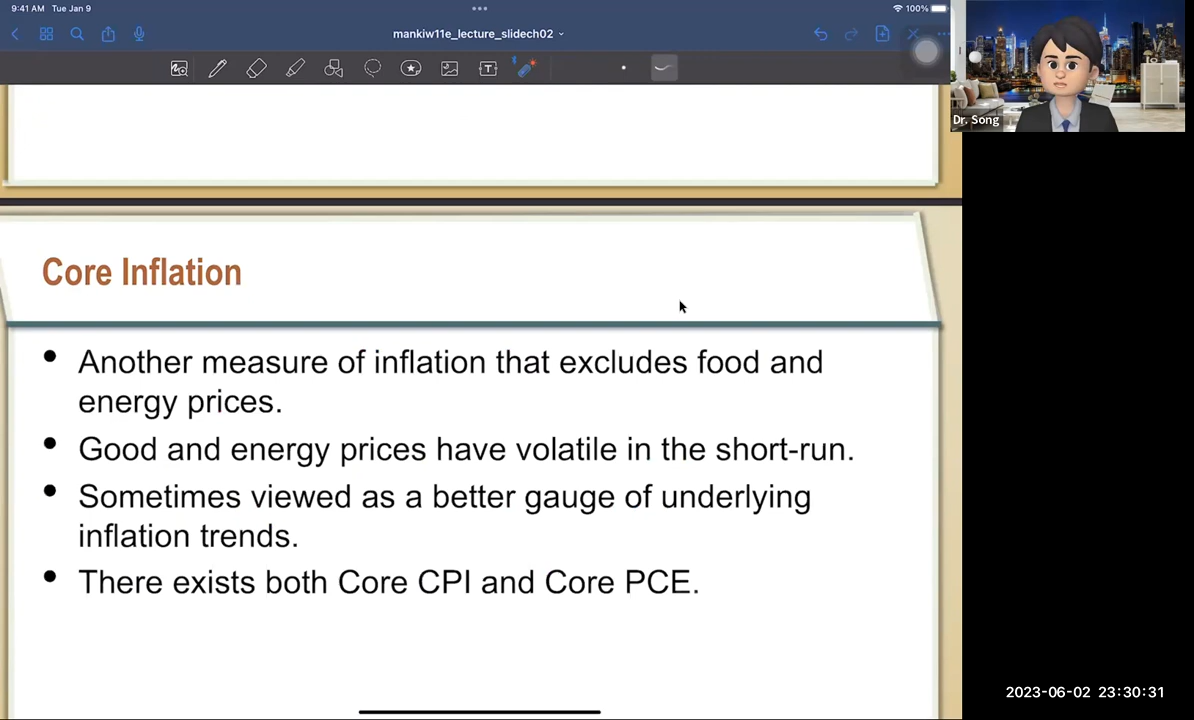 9:41 AM Tue Jan 9
100%
mankiw11e_lecture_slidech02
Dr. Song
Core Inflation
• Another measure of inflation that excludes food and
energy prices.
• Good and energy prices have volatile in the short-run.
• Sometimes viewed as a better gauge of underlying
inflation trends.
• There exists both Core CPI and Core PCE.
2023-06-02 23:30:31